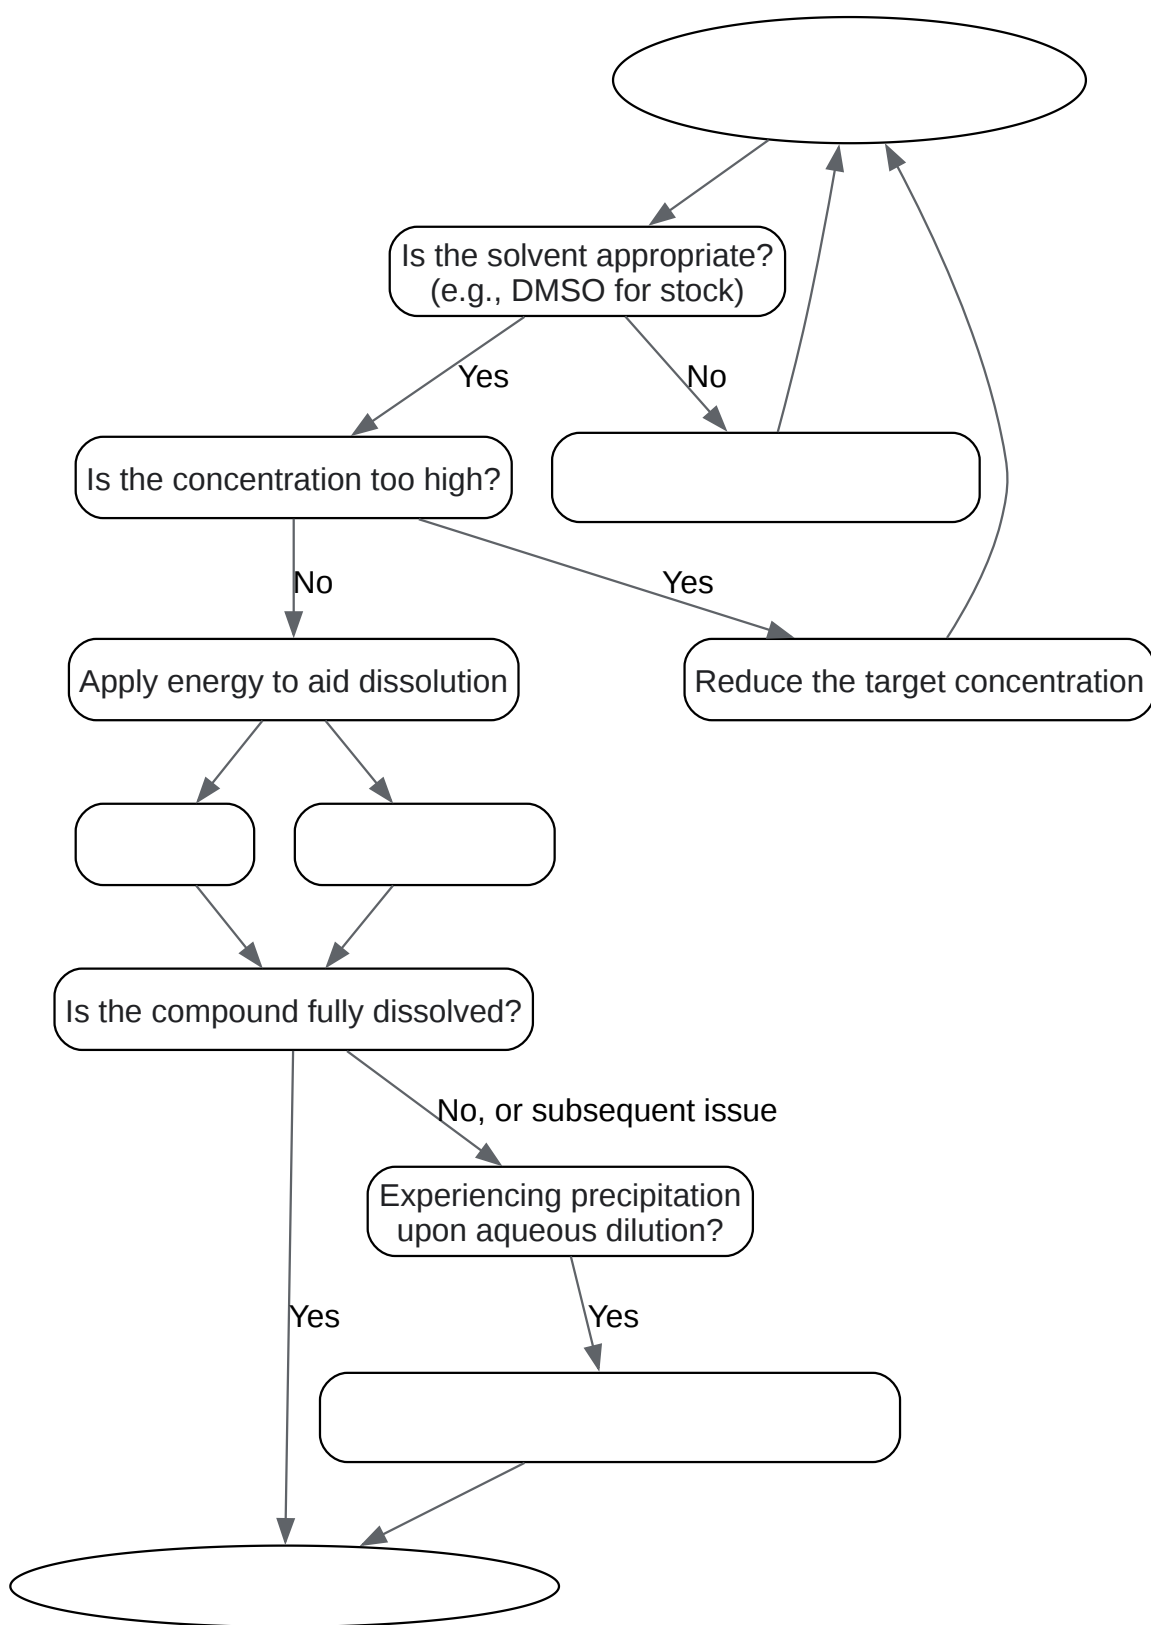 Is the solvent appropriate?
(e.g., DMSO for stock)
Yes
No
Is the concentration too high?
No
Yes
Apply energy to aid dissolution
Reduce the target concentration
Is the compound fully dissolved?
No, or subsequent issue
Experiencing precipitation
upon aqueous dilution?
Yes
Yes